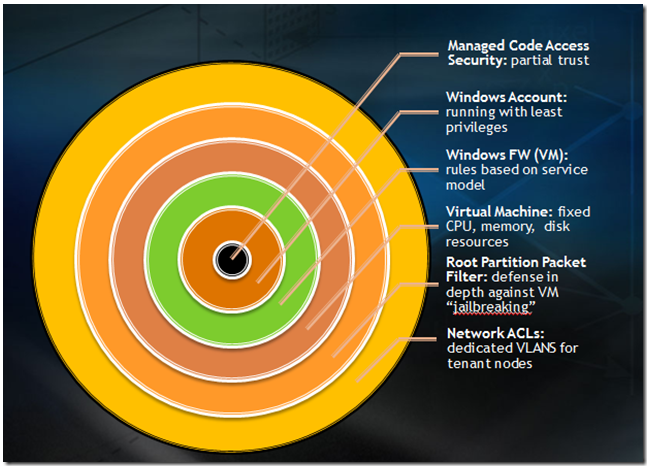 Managed Code Access
Security: partial trust
Windows Account:
running with least
privileges
Windows FW (VM):
rules based on service
model
Virtual Machine: fixed
CPU, memory, disk
resources
Root Partition Packet
Filter: defense in
depth against VM
“jailbreaking”
Network ACLs:
dedicated VLANS for
tenant nodes